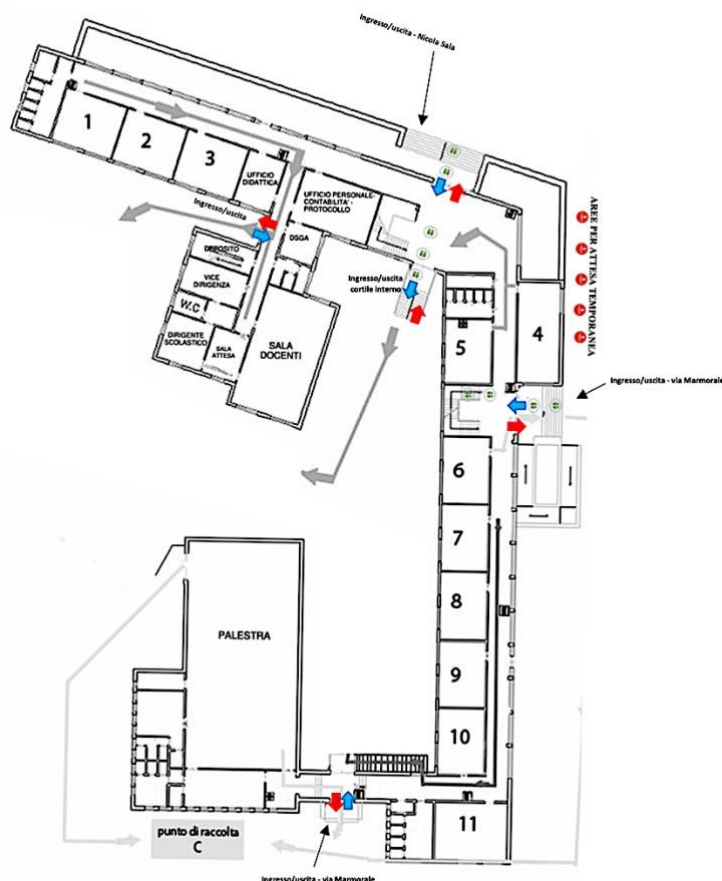 Ingresso/uscita - Nicola Sala
1
2
3
UFFICIO
DIDATTICA
UFFICIO PERSONALE-
CONTABILITA' -
PROTOCOLLO
Ingresso/uscita
DSGA
DEPOSITO
VICE
DIRIGENZA
W.C
DIRIGENTE
SCOLASTICO
SALA
ATTESA
SALA
DOCENTI
Ingresso/uscita
cortile interno
AREE PER ATTESA TEMPORANEA
4
5
Ingresso/uscita - via Marmorale
6
7
8
9
10
11
PALESTRA
punto di raccolta
C
Ingresso/uscita - via Marmorale